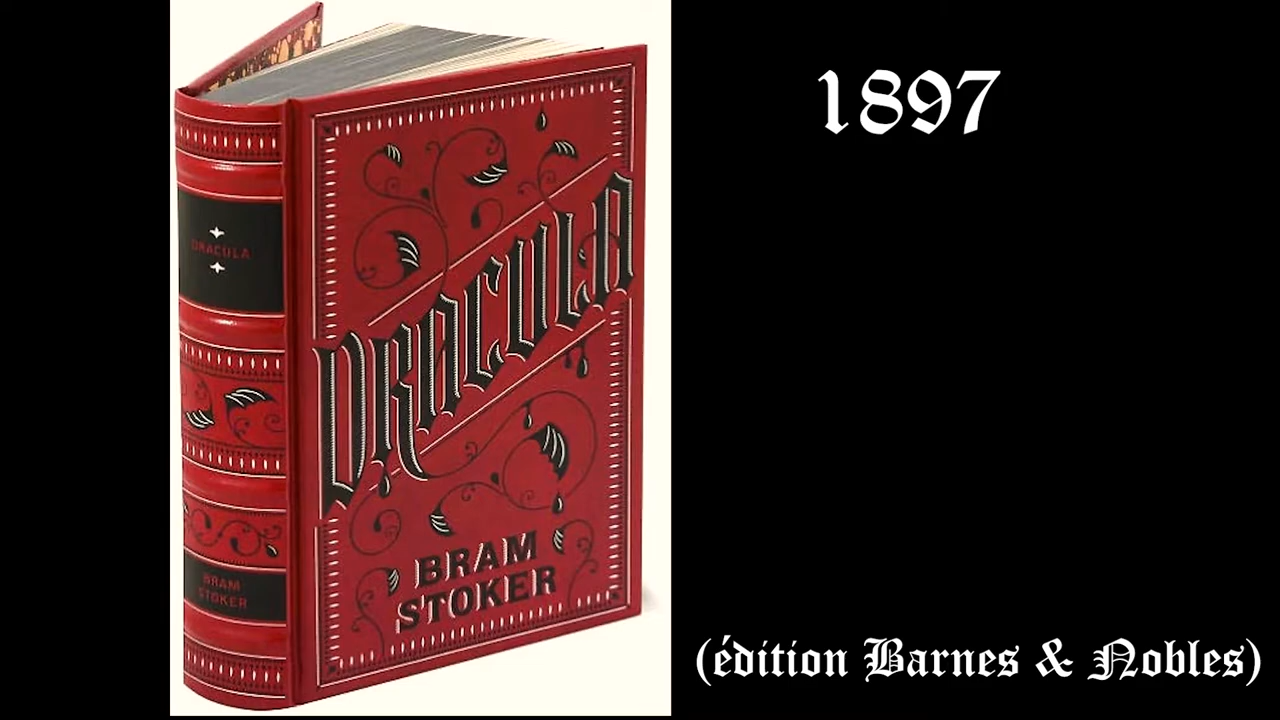 1897
DRACULA
DRACULA
BRAM
STOKER
BRAM
STOKER
(édition Barnes & Nobles)